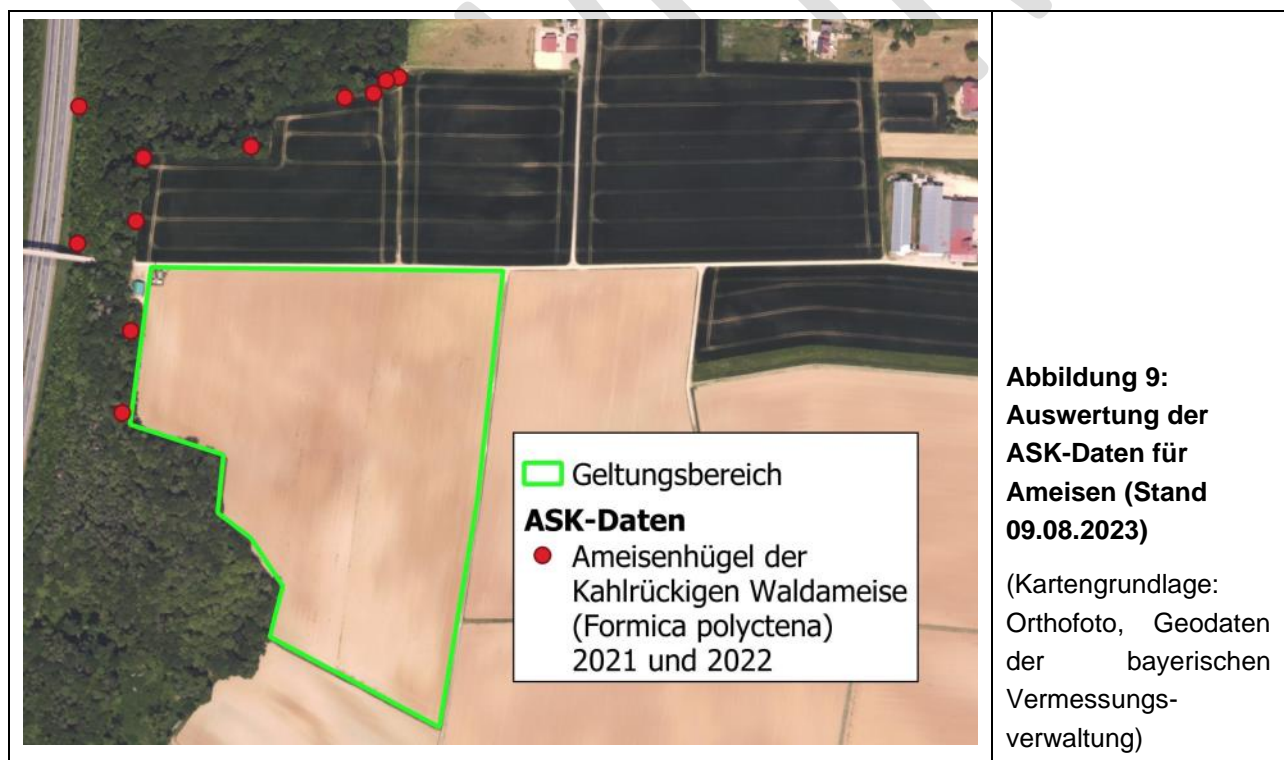 Geltungsbereich
ASK-Daten
Ameisenhügel der
Kahlrückigen Waldameise
(Formica polyctena)
2021 und 2022
Abbildung 9:
Auswertung der
ASK-Daten für
Ameisen (Stand
09.08.2023)
(Kartengrundlage:
Orthofoto, Geodaten
der bayerischen
Vermessungs-
verwaltung)